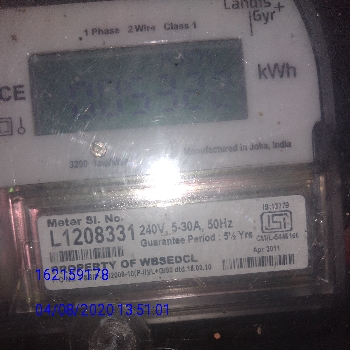 Landis
Gyr+
1 Phase 2 Wire Class 1
kWh
CE
Manufactured in Joka, India
3200
IS:13779
Meter Sl. No.
L1208331 240V, 5-30A, 50Hz
Guarantee Period : 5½ Yrs
Apr 2011
PROPERTY OF WBSEDCL
162159178
04/08/2020 13:51:01